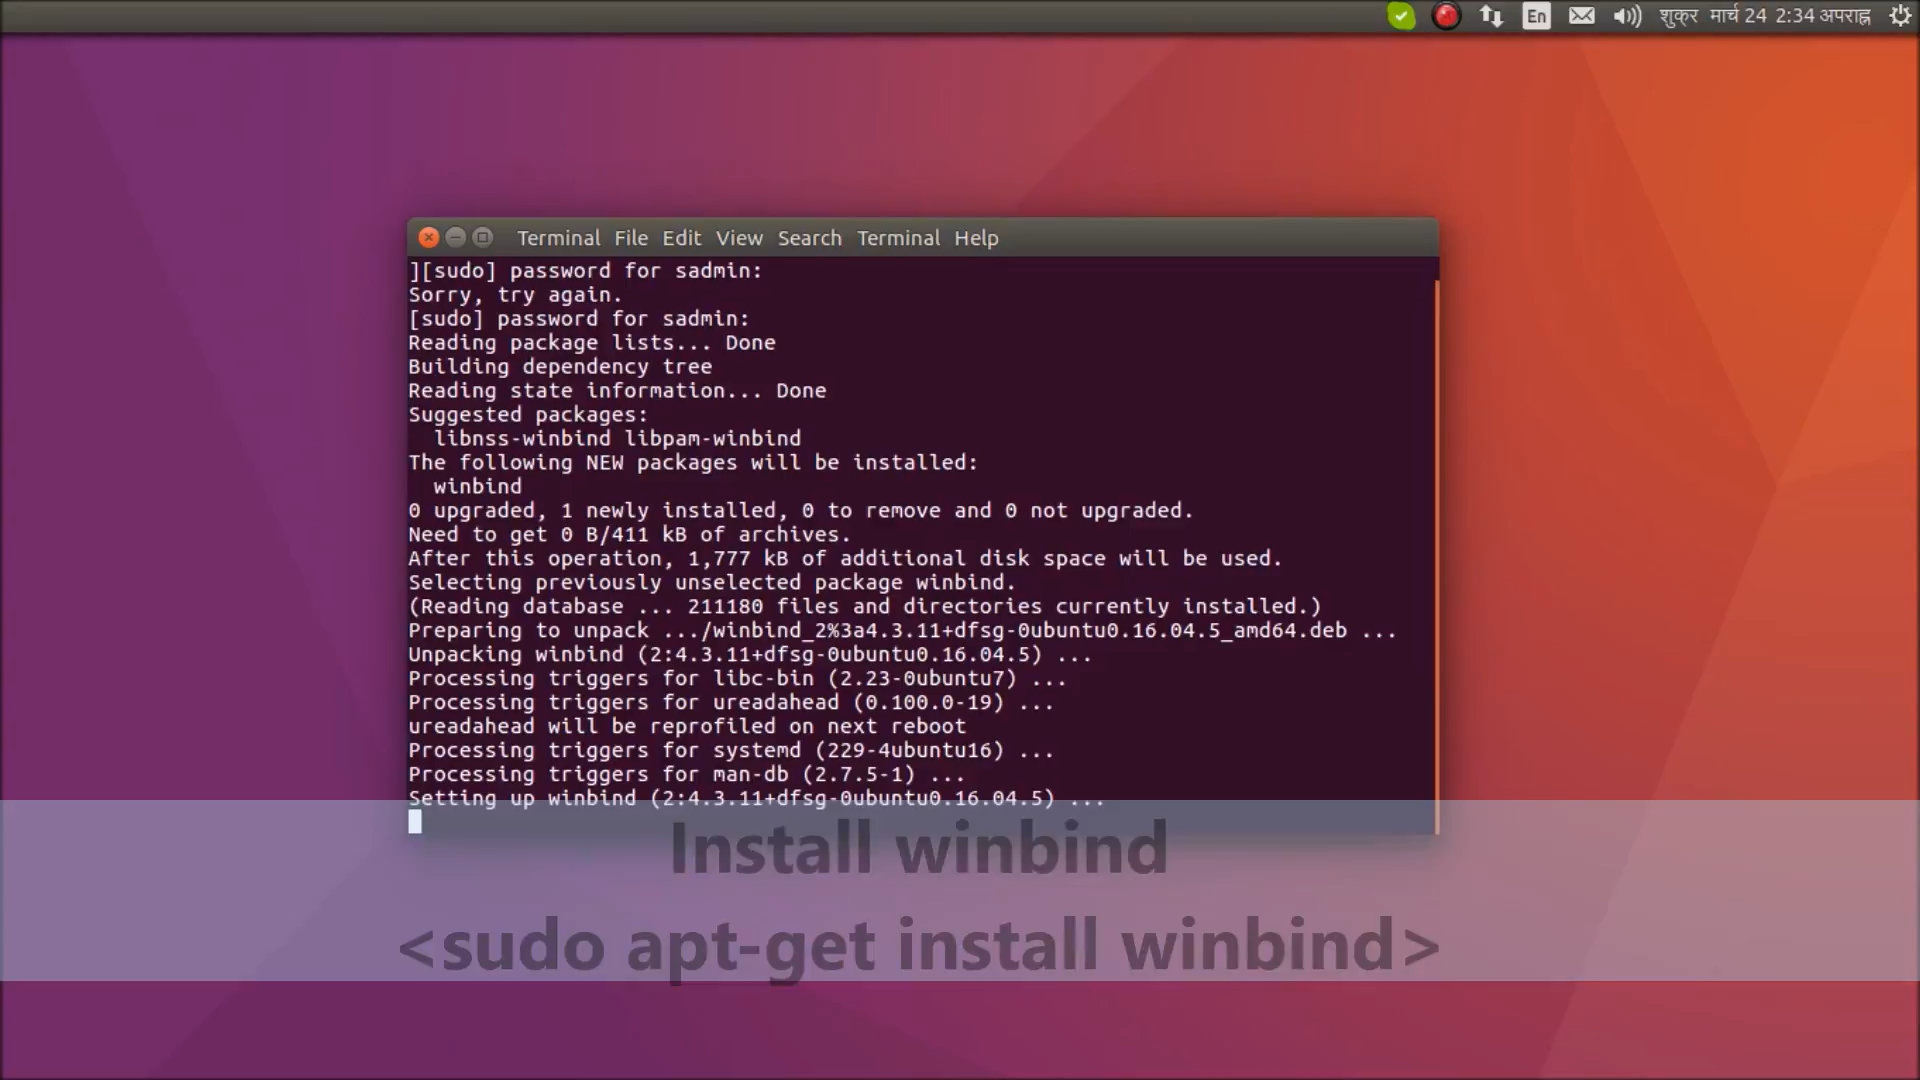 En शुक्र मार्च 24 2:34 अपराह्न
Terminal File Edit View Search Terminal Help
][sudo] password for sadmin:
Sorry, try again.
[sudo] password for sadmin:
Reading package lists... Done
Building dependency tree
Reading state information... Done
Suggested packages:
libnss-winbind libpam-winbind
The following NEW packages will be installed:
winbind
0 upgraded, 1 newly installed, 0 to remove and 0 not upgraded.
Need to get 0 B/411 kB of archives.
After this operation, 1,777 kB of additional disk space will be used.
Selecting previously unselected package winbind.
(Reading database ... 211180 files and directories currently installed.)
Preparing to unpack .../winbind_2%3a4.3.11+dfsg-0ubuntu0.16.04.5_amd64.deb ...
Unpacking winbind (2:4.3.11+dfsg-0ubuntu0.16.04.5) ...
Processing triggers for libc-bin (2.23-0ubuntu7) ...
Processing triggers for ureadahead (0.100.0-19) ...
ureadahead will be reprofiled on next reboot
Processing triggers for systemd (229-4ubuntu16) ...
Processing triggers for man-db (2.7.5-1) ...
Setting up winbind (2:4.3.11+dfsg-0ubuntu0.16.04.5) ...
Install winbind
<sudo apt-get install winbind>